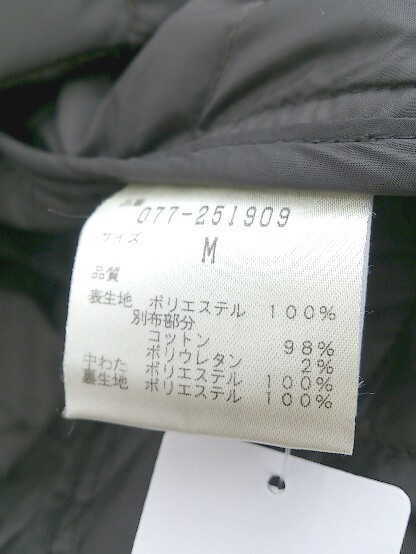 品番
077-251909
サイズ
M
品質
表生地 ポリエステル 100%
別布部分
コットン 98%
ポリウレタン 2%
中わた ポリエステル 100%
裏生地 ポリエステル 100%